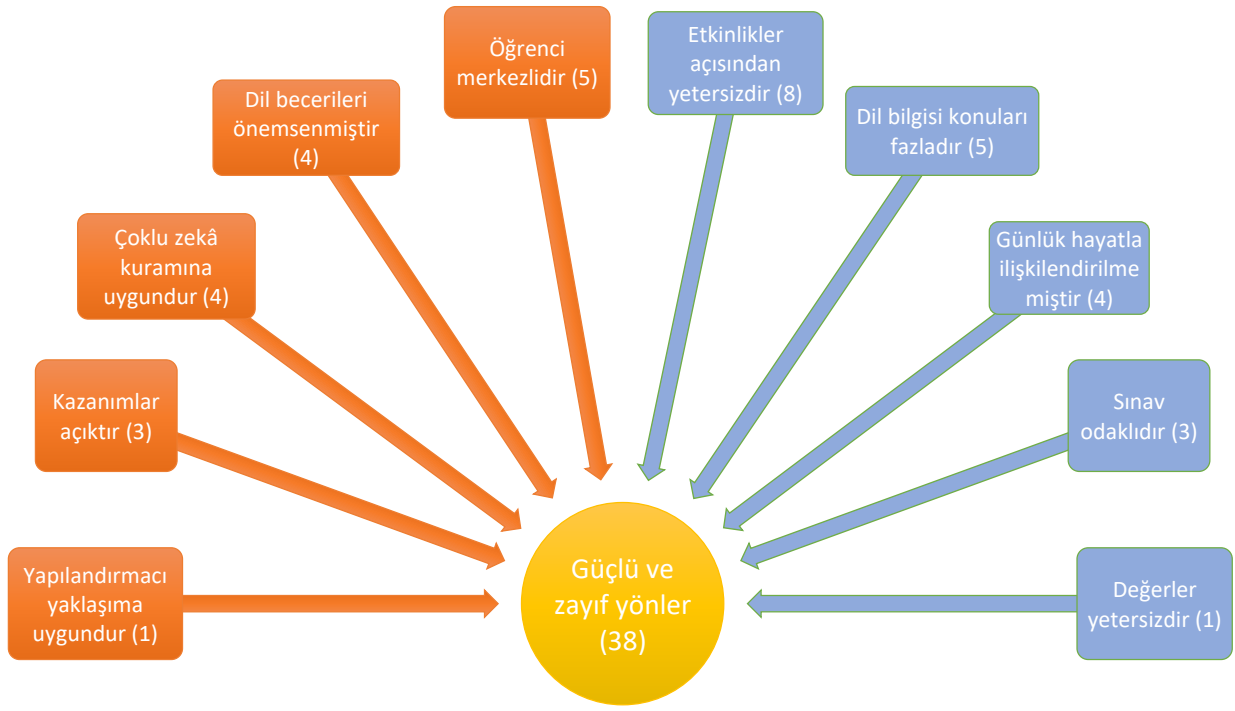 Öğrenci
merkezlidir (5)
Etkinlikler
açısından
yetersizdir (8)
Dil becerileri
önemsenmiştir
(4)
Dil bilgisi konuları
fazladır (5)
Çoklu zekâ
kuramına
uygundur (4)
Günlük hayatla
ilişkilendirilme
miştir (4)
Kazanımlar
açıktır (3)
Sınav
odaklıdır (3)
Yapılandırmacı
yaklaşıma
uygundur (1)
Güçlü ve
zayıf yönler
(38)
Değerler
yetersizdir (1)